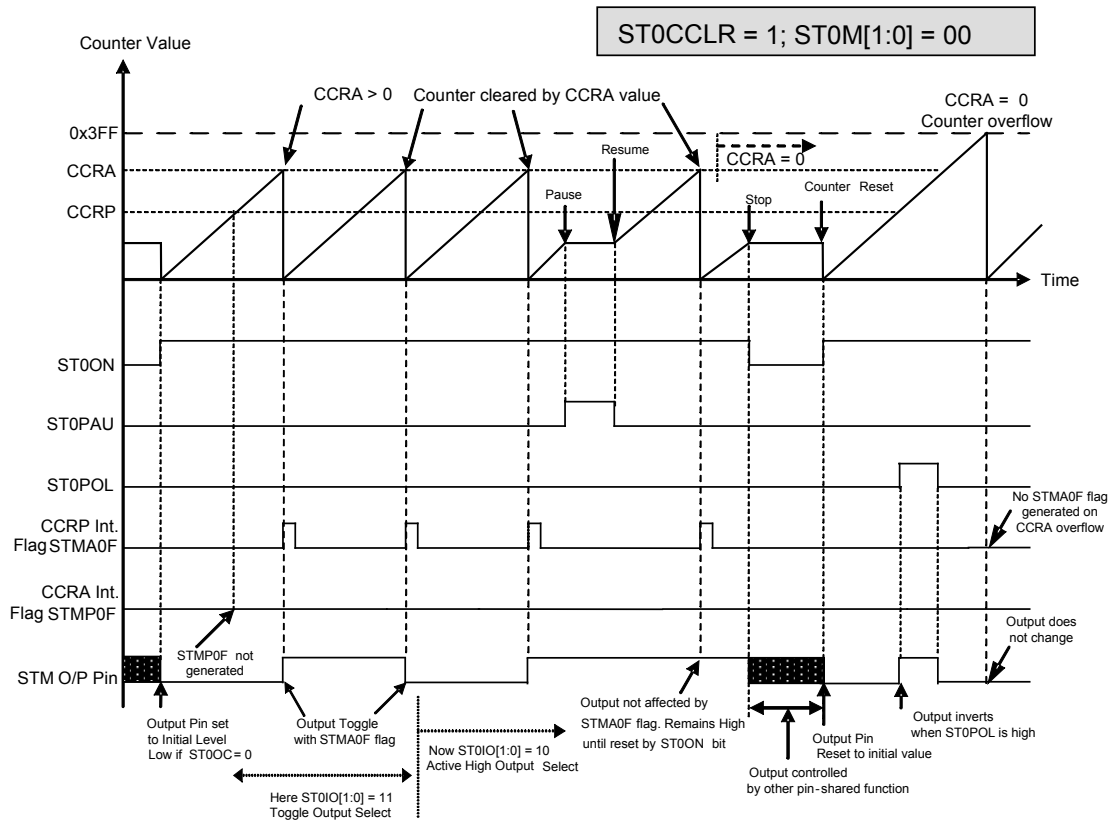 ST0CCLR = 1; ST0M[1:0] = 00
Counter Value
CCRA > 0
Counter cleared by CCRA value
CCRA = 0
Counter overflow
0x3FF
CCRA
CCRP
Resume
CCRA = 0
Pause
Stop
Counter Reset
Time
ST0ON
ST0PAU
ST0POL
CCRP Int.
Flag STMA0F
No STMA0F flag
generated on
CCRA overflow
CCRA Int.
Flag STMP0F
STMP0F not
generated
Output does
not change
STM O/P Pin
Output Pin set
to Initial Level
Low if ST0OC = 0
Output Toggle
with STMA0F flag
Output not affected by
STMA0F flag. Remains High
until reset by ST0ON bit
Now ST0IO[1:0] = 10
Active High Output Select
Output Pin
Reset to initial value
Output inverts
when ST0POL is high
Output controlled
by other pin-shared function
Here ST0IO[1:0] = 11
Toggle Output Select